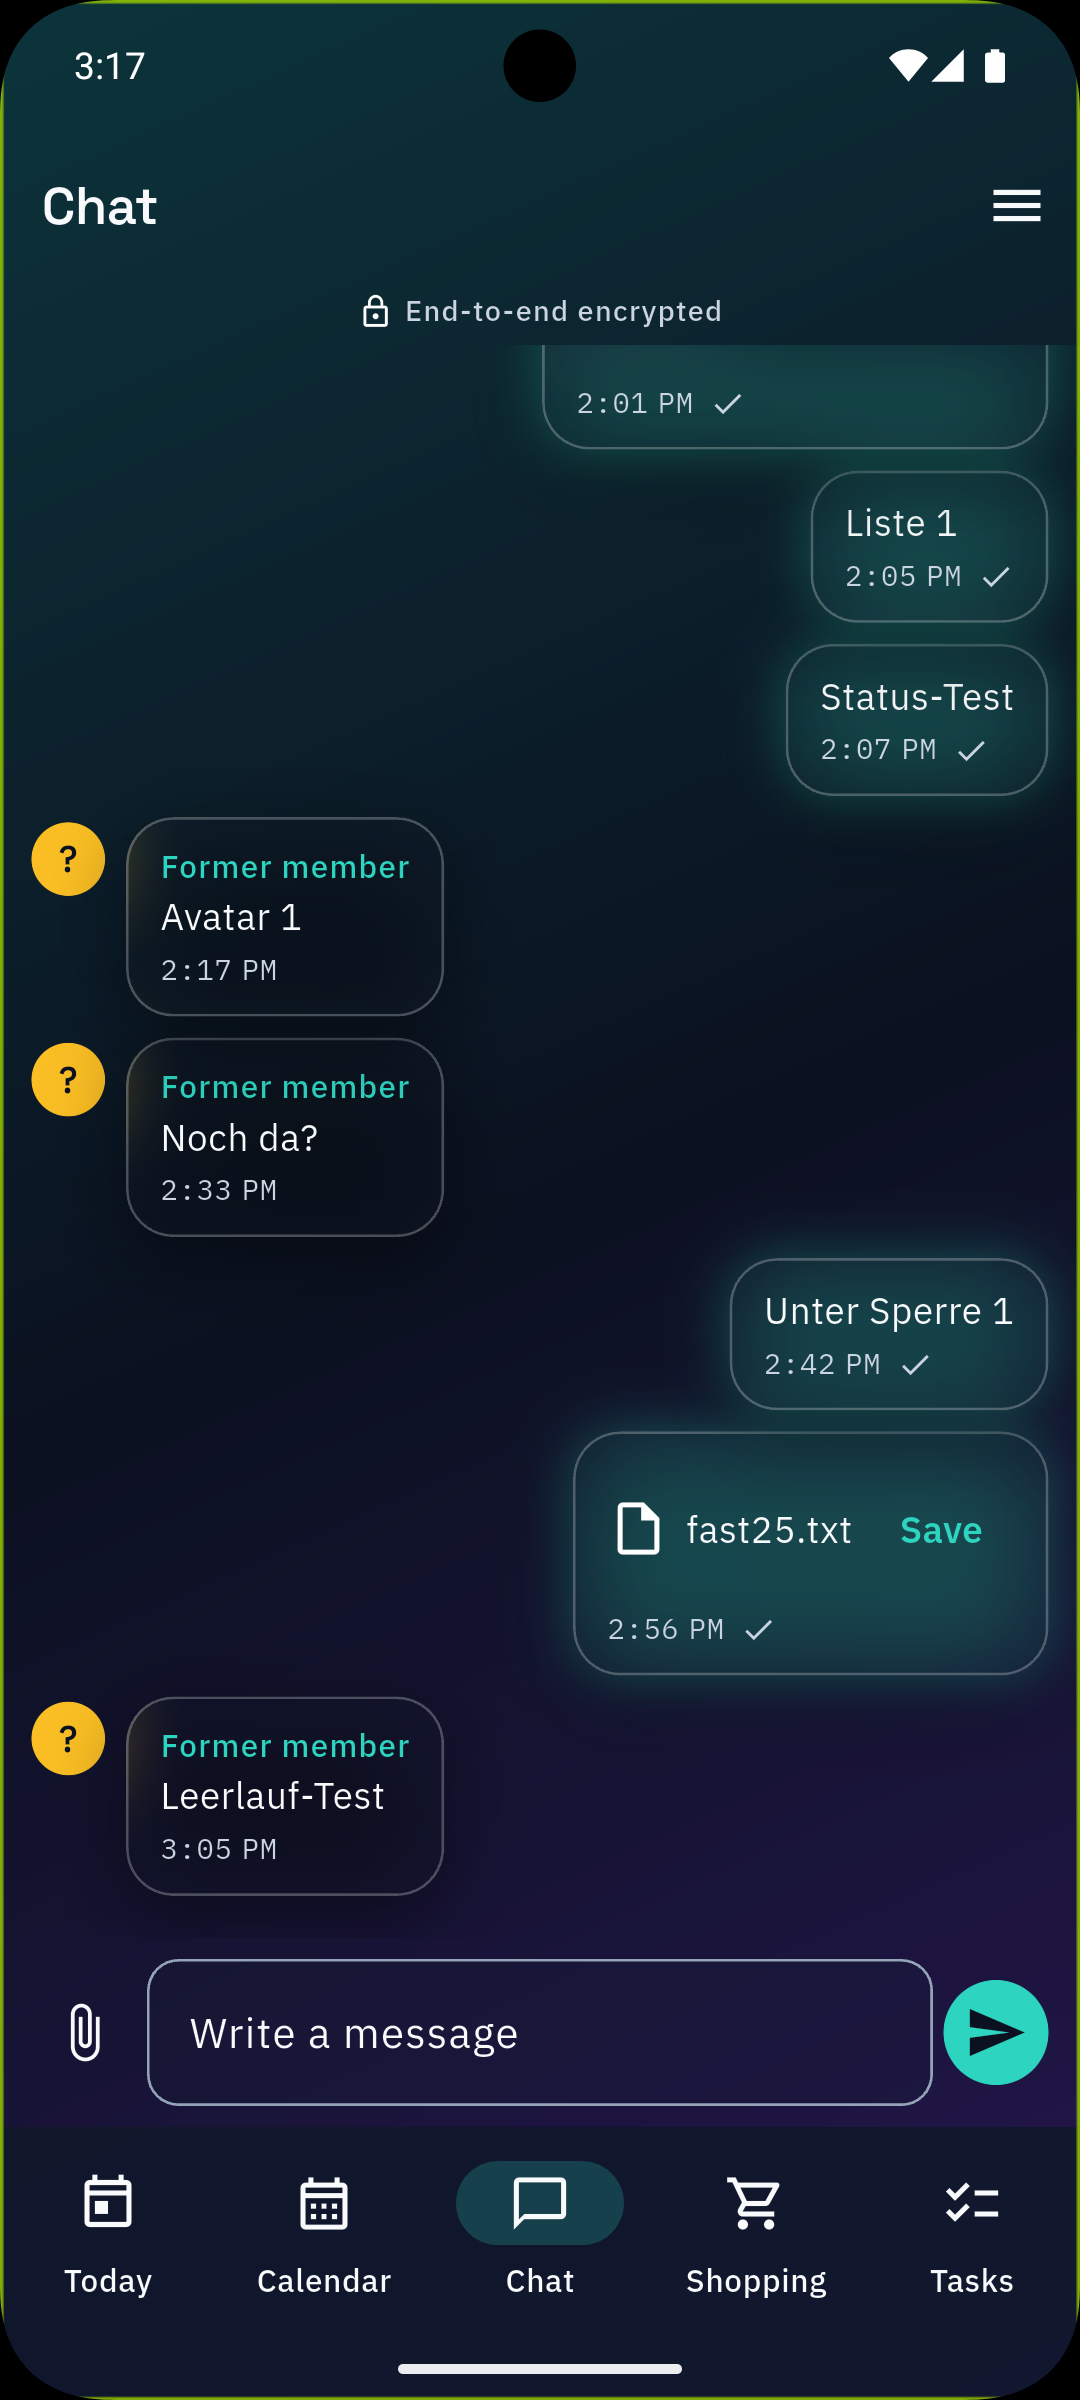 3:17
Chat
End-to-end encrypted
2:01 PM
Liste 1
2:05 PM
Status-Test
2:07 PM
?
Former member
Avatar 1
2:17 PM
?
Former member
Noch da?
2:33 PM
Unter Sperre 1
2:42 PM
fast25.txt Save
2:56 PM
?
Former member
Leerlauf-Test
3:05 PM
Write a message
Today Calendar Chat Shopping Tasks